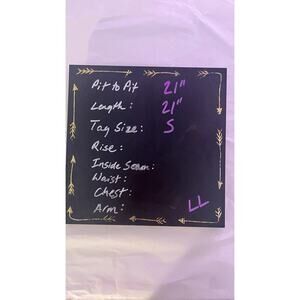 Pit to Pit 21"
Length: 21"
Tag Size: S
Rise:
Inside Seam:
Waist:
Chest:
Arm:
LL